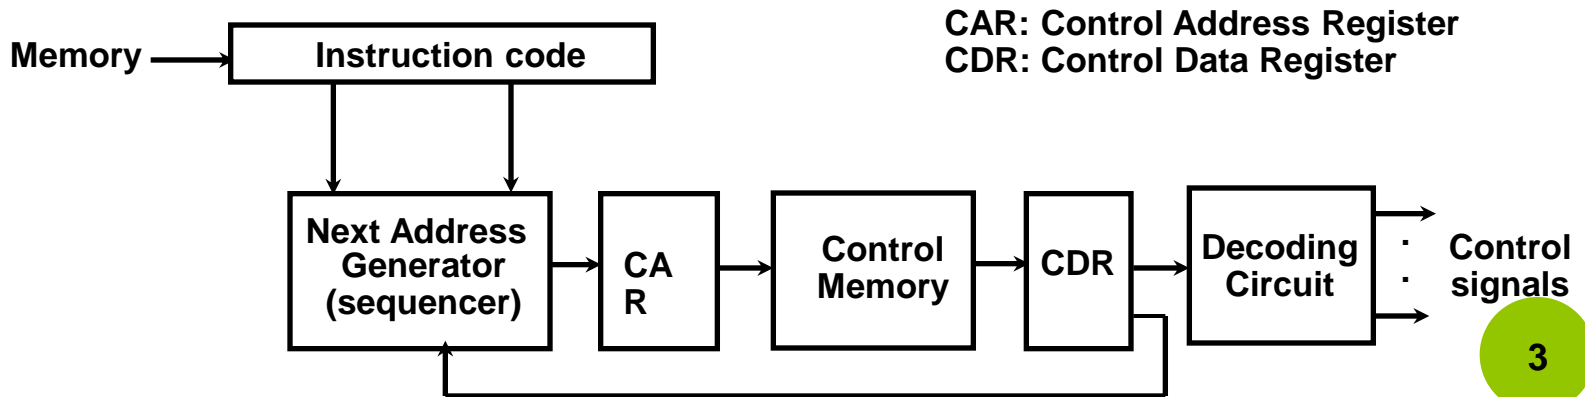 CAR: Control Address Register
CDR: Control Data Register
Memory
Instruction code
Next Address
Generator
(sequencer)
CA
R
Control
Memory
CDR
Decoding
Circuit
.
.
Control
signals
3